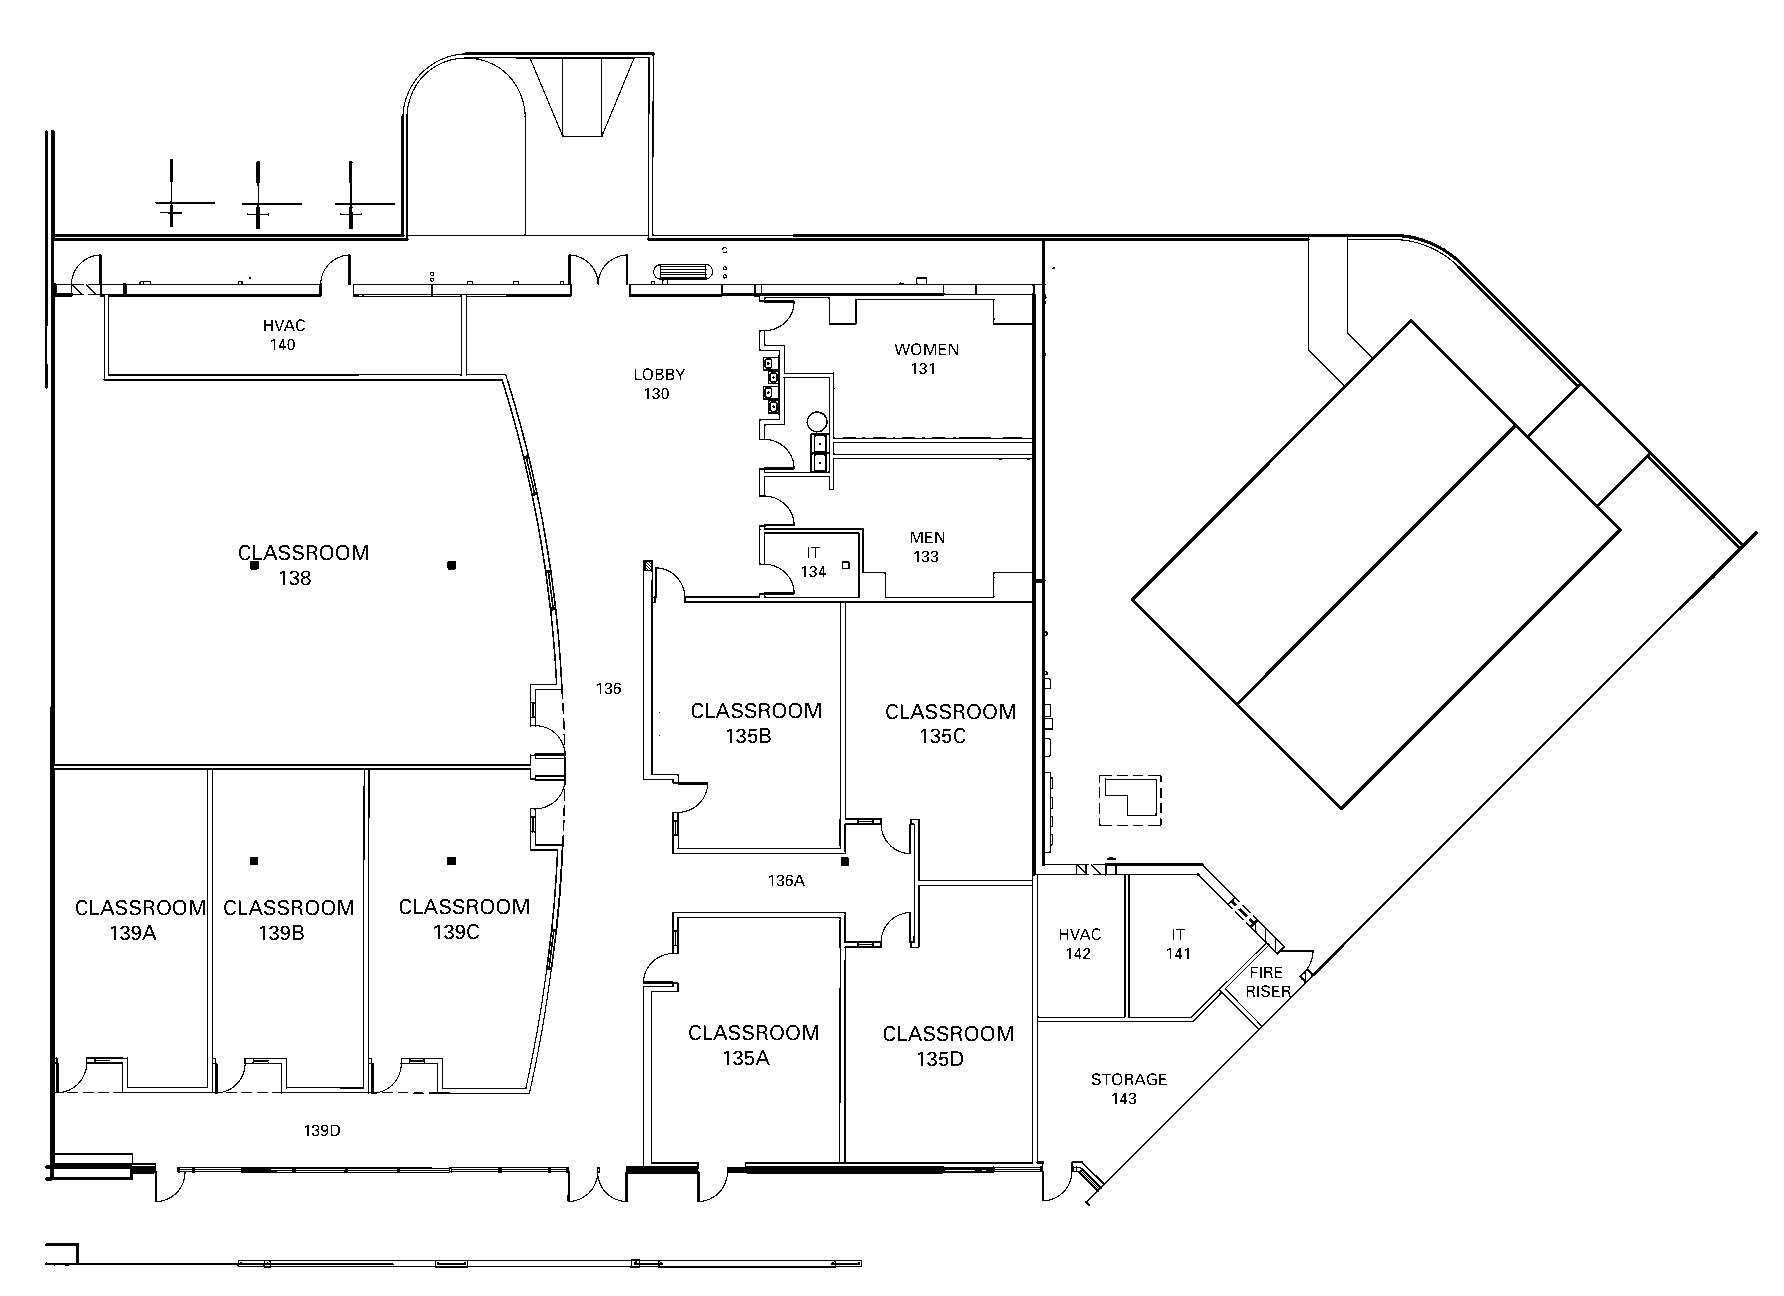 HVAC
140
LOBBY
130
WOMEN
131
CLASSROOM
138
IT
134
MEN
133
136
CLASSROOM
135B
CLASSROOM
135C
136A
CLASSROOM
139A
CLASSROOM
139B
CLASSROOM
139C
HVAC
142
IT
141
FIRE
RISER
CLASSROOM
135A
CLASSROOM
135D
STORAGE
143
139D